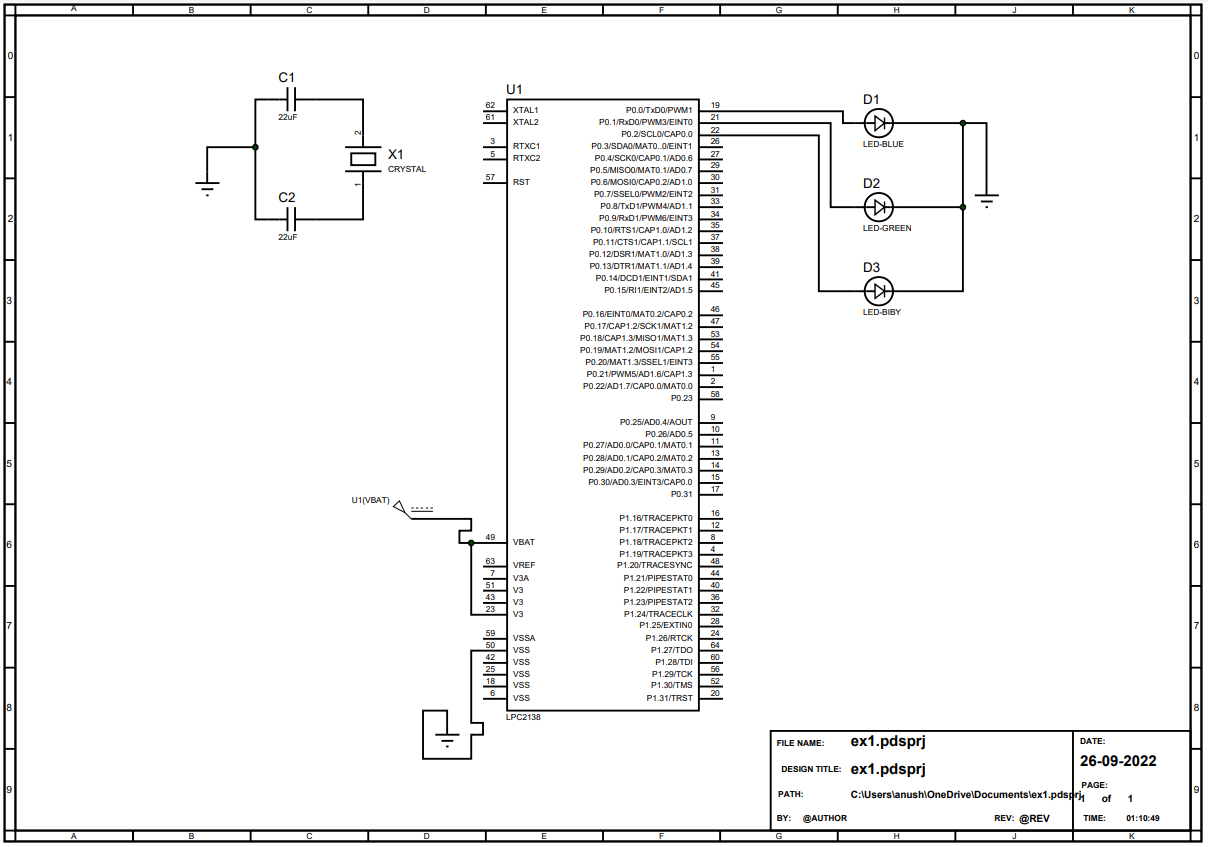 A B C D E F G H J K
0 0
1 1
2 2
3 3
4 4
5 5
6 6
7 7
8 8
9 9
C1
22uF
2
X1
CRYSTAL
1
C2
22uF
U1
62 XTAL1
61 XTAL2
3 RTXC1
5 RTXC2
57 RST
U1(VBAT)
49 VBAT
63 VREF
7 V3A
51 V3
43 V3
23 V3
59 VSSA
50 VSS
42 VSS
25 VSS
18 VSS
6 VSS
P0.0/TxD0/PWM1 19
P0.1/RxD0/PWM3/EINT0 21
P0.2/SCL0/CAP0.0 22
P0.3/SDA0/MAT0..0/EINT1 26
P0.4/SCK0/CAP0.1/AD0.6 27
P0.5/MISO0/MAT0.1/AD0.7 29
P0.6/MOSI0/CAP0.2/AD1.0 30
P0.7/SSEL0/PWM2/EINT2 31
P0.8/TxD1/PWM4/AD1.1 33
P0.9/RxD1/PWM6/EINT3 34
P0.10/RTS1/CAP1.0/AD1.2 35
P0.11/CTS1/CAP1.1/SCL1 37
P0.12/DSR1/MAT1.0/AD1.3 38
P0.13/DTR1/MAT1.1/AD1.4 39
P0.14/DCD1/EINT1/SDA1 41
P0.15/RI1/EINT2/AD1.5 45
P0.16/EINT0/MAT0.2/CAP0.2 46
P0.17/CAP1.2/SCK1/MAT1.2 47
P0.18/CAP1.3/MISO1/MAT1.3 53
P0.19/MAT1.2/MOSI1/CAP1.2 54
P0.20/MAT1.3/SSEL1/EINT3 55
P0.21/PWM5/AD1.6/CAP1.3 1
P0.22/AD1.7/CAP0.0/MAT0.0 2
P0.23 58
P0.25/AD0.4/AOUT 9
P0.26/AD0.5 10
P0.27/AD0.0/CAP0.1/MAT0.1 11
P0.28/AD0.1/CAP0.2/MAT0.2 13
P0.29/AD0.2/CAP0.3/MAT0.3 14
P0.30/AD0.3/EINT3/CAP0.0 15
P0.31 17
P1.16/TRACEPKT0 16
P1.17/TRACEPKT1 12
P1.18/TRACEPKT2 8
P1.19/TRACEPKT3 4
P1.20/TRACESYNC 48
P1.21/PIPESTAT0 44
P1.22/PIPESTAT1 40
P1.23/PIPESTAT2 36
P1.24/TRACECLK 32
P1.25/EXTIN0 28
P1.26/RTCK 24
P1.27/TDO 64
P1.28/TDI 60
P1.29/TCK 56
P1.30/TMS 52
P1.31/TRST 20
LPC2138
D1
LED-BLUE
D2
LED-GREEN
D3
LED-BIBY
FILE NAME: ex1.pdsprj
DESIGN TITLE: ex1.pdsprj
PATH: C:\Users\anush\OneDrive\Documents\ex1.pdsprj
BY: @AUTHOR REV: @REV
DATE:
26-09-2022
PAGE:
1 of 1
TIME: 01:10:49
A B C D E F G H J K